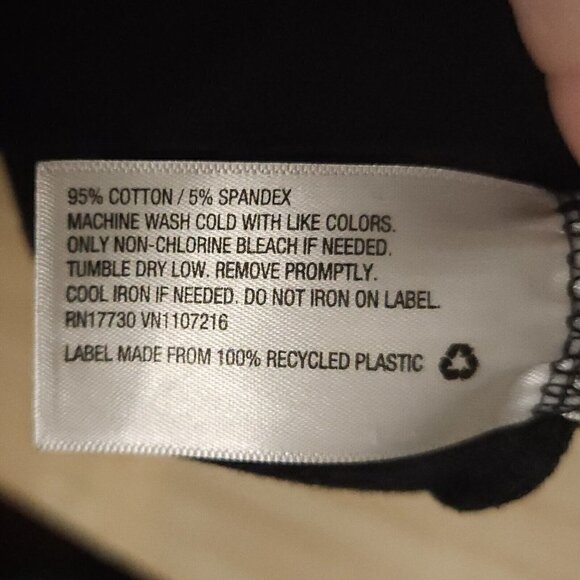 95% COTTON / 5% SPANDEX
MACHINE WASH COLD WITH LIKE COLORS.
ONLY NON-CHLORINE BLEACH IF NEEDED.
TUMBLE DRY LOW. REMOVE PROMPTLY.
COOL IRON IF NEEDED. DO NOT IRON ON LABEL.
RN17730 VN1107216
LABEL MADE FROM 100% RECYCLED PLASTIC